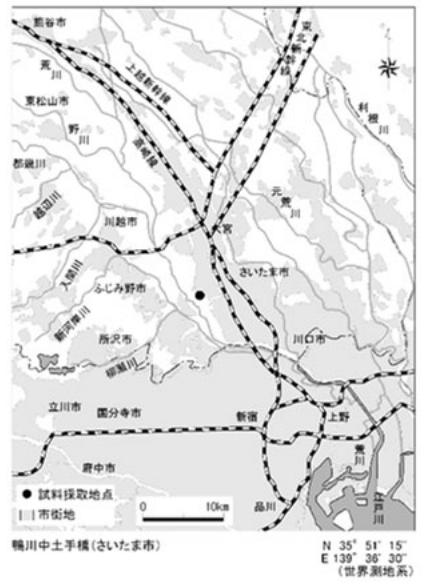 熊谷市
東北新幹線
荒川
上越新幹線
東松山市
高崎線
利根川
野川
都幾川
元荒川
越辺川
川越市
大宮
入間川
さいたま市
ふじみ野市
新河岸川
所沢市
川口市
柳瀬川
立川市
国分寺市
新宿
上野
荒川
府中市
江戸川
品川
● 試料採取地点
市街地
0 10km
鴨川中土手橋(さいたま市)
N 35° 51′ 15″
E 139° 36′ 30″
(世界測地系)